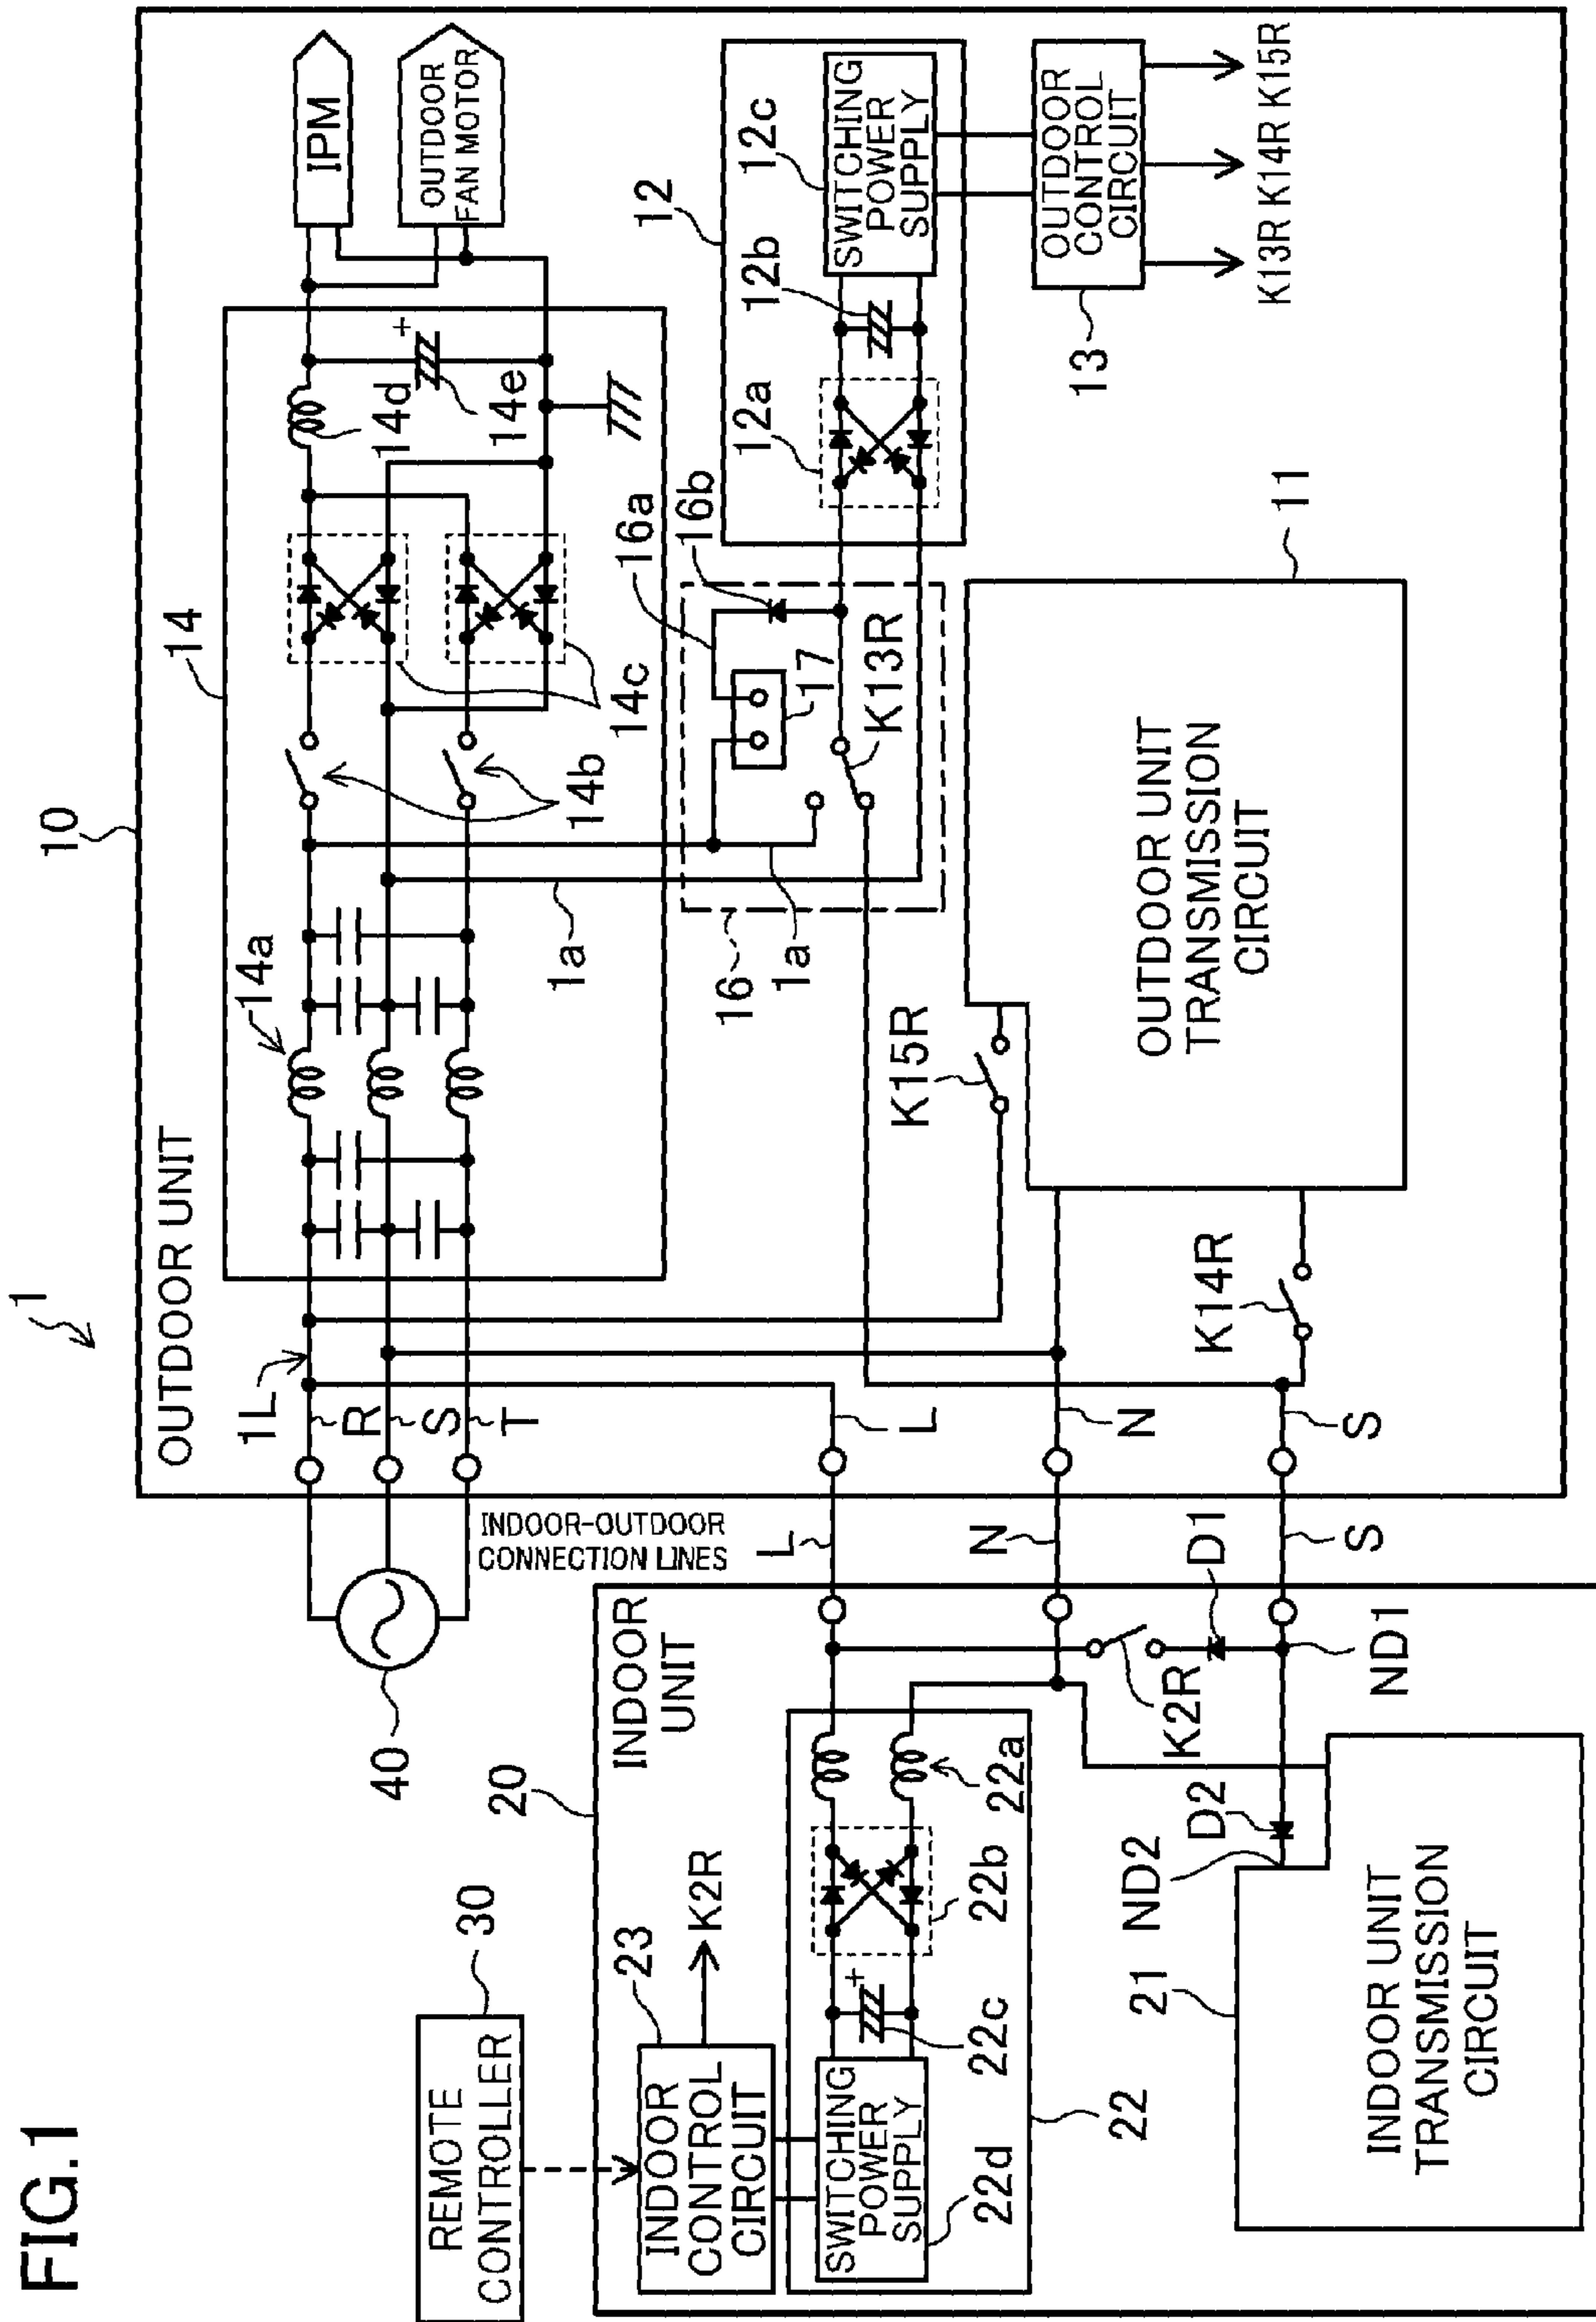 FIG.1
1
10
OUTDOOR UNIT
1L
R
S
T
14
14a
14b
14c
14d
14e
IPM
OUTDOOR
FAN MOTOR
1a
1a
16
16a
16b
17
K13R
12
12a
12b
12c
SWITCHING
POWER
SUPPLY
OUTDOOR
CONTROL
CIRCUIT
13
K13R K14R K15R
K15R
K14R
11
OUTDOOR UNIT
TRANSMISSION
CIRCUIT
L
N
S
40
INDOOR-OUTDOOR
CONNECTION LINES
L
N
S
REMOTE
CONTROLLER
30
20
INDOOR
UNIT
INDOOR
CONTROL
CIRCUIT
23
K2R
SWITCHING
POWER
SUPPLY
22d
22c
22b
22a
22
K2R
D1
ND1
D2
ND2
21
INDOOR UNIT
TRANSMISSION
CIRCUIT